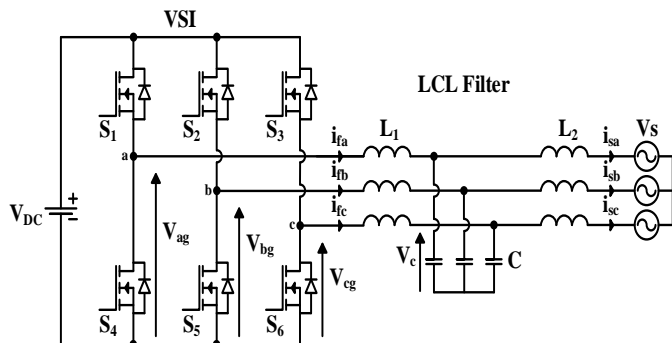 VSI
LCL Filter
S1 S2 S3
ifa L1 L2 isa Vs
a
ifb isb
b
ifc isc
c
VDC + -
Vag Vbg Vcg
Vc C
S4 S5 S6